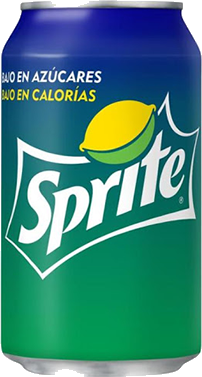 BAJO EN AZÚCARES
BAJO EN CALORÍAS
Sprite
®